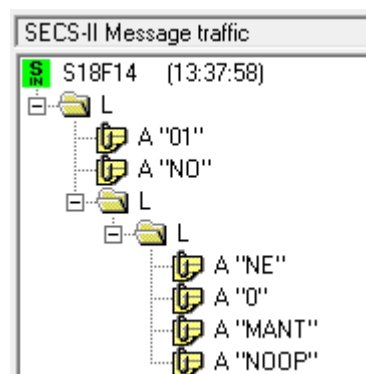 SECS-II Message traffic
S IN S18F14 (13:37:58)
L
A "01"
A "NO"
L
L
A "NE"
A "0"
A "MANT"
A "NOOP"